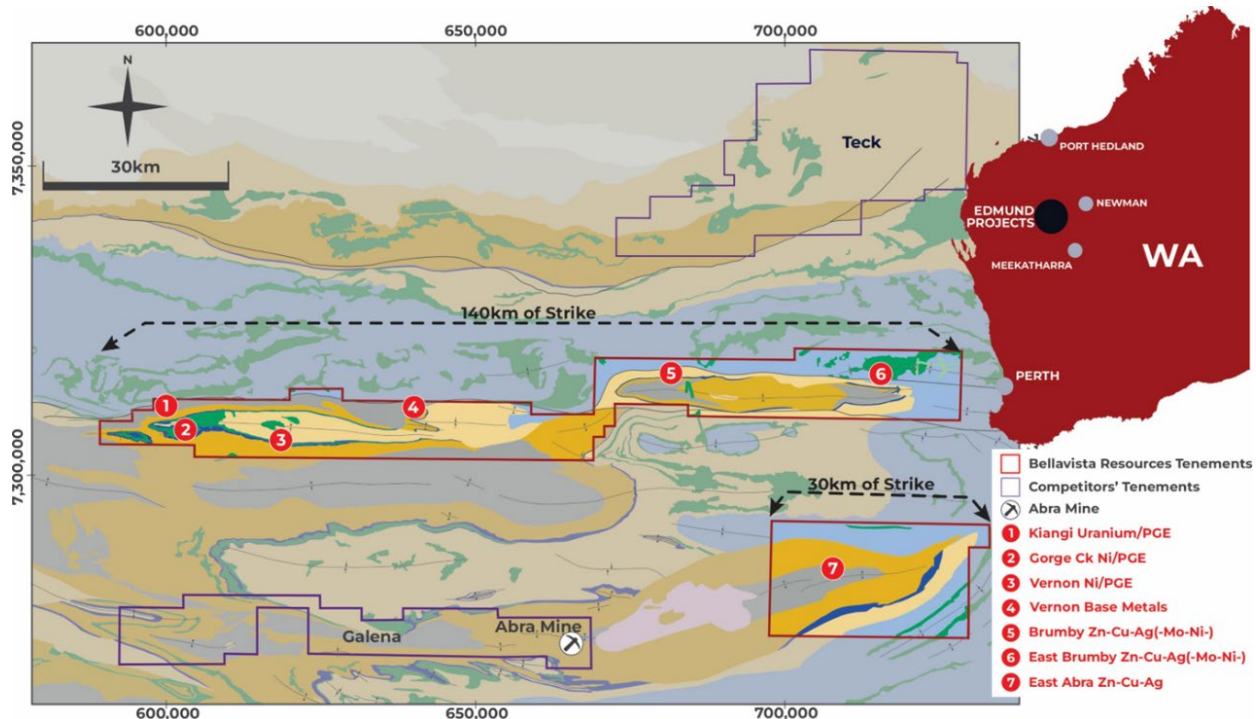 600,000 650,000 700,000
N
30km
7,350,000
7,300,000
Teck
140km of Strike
1
2
3
4
5
6
30km of Strike
7
Galena
Abra Mine
600,000 650,000 700,000
PORT HEDLAND
EDMUND
PROJECTS
NEWMAN
MEEKATHARRA
WA
PERTH
Bellavista Resources Tenements
Competitors' Tenements
Abra Mine
1 Kiangi Uranium/PGE
2 Gorge Ck Ni/PGE
3 Vernon Ni/PGE
4 Vernon Base Metals
5 Brumby Zn-Cu-Ag(-Mo-Ni-)
6 East Brumby Zn-Cu-Ag(-Mo-Ni-)
7 East Abra Zn-Cu-Ag